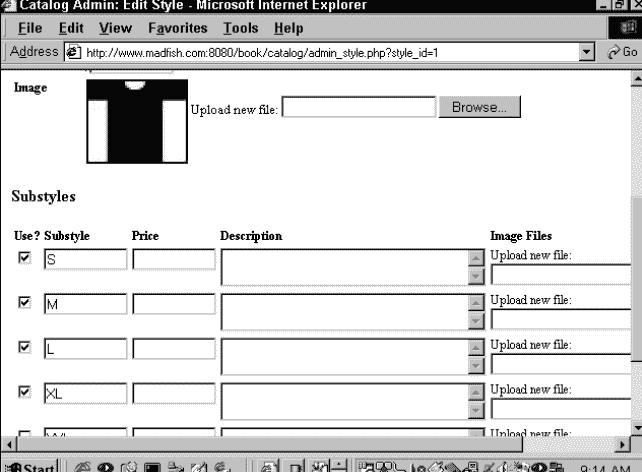 Catalog Admin: Edit Style - Microsoft Internet Explorer
File Edit View Favorites Tools Help
Address http://www.madfish.com:8080/book/catalog/admin_style.php?style_id=1 Go
Image
Upload new file: Browse...
Substyles
Use? Substyle Price Description Image Files
S Upload new file:
M Upload new file:
L Upload new file:
XL Upload new file:
Upload new file:
Start 9:14 AM